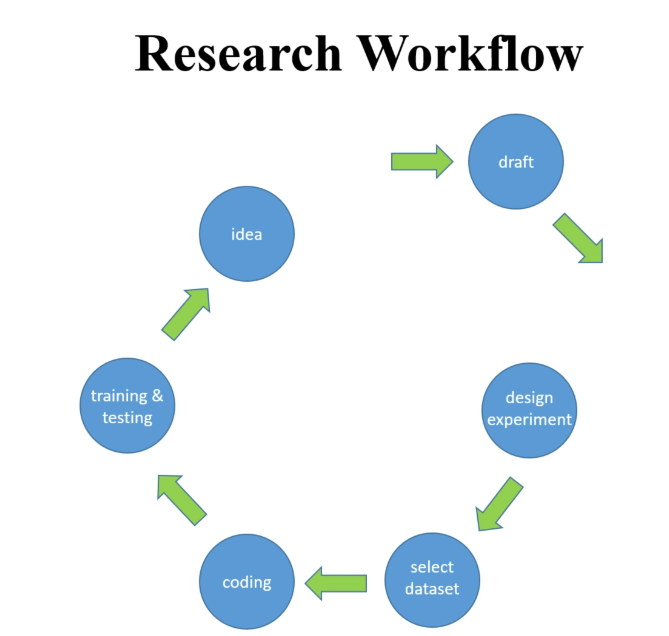 Research Workflow
draft
idea
training &
testing
design
experiment
select
dataset
coding